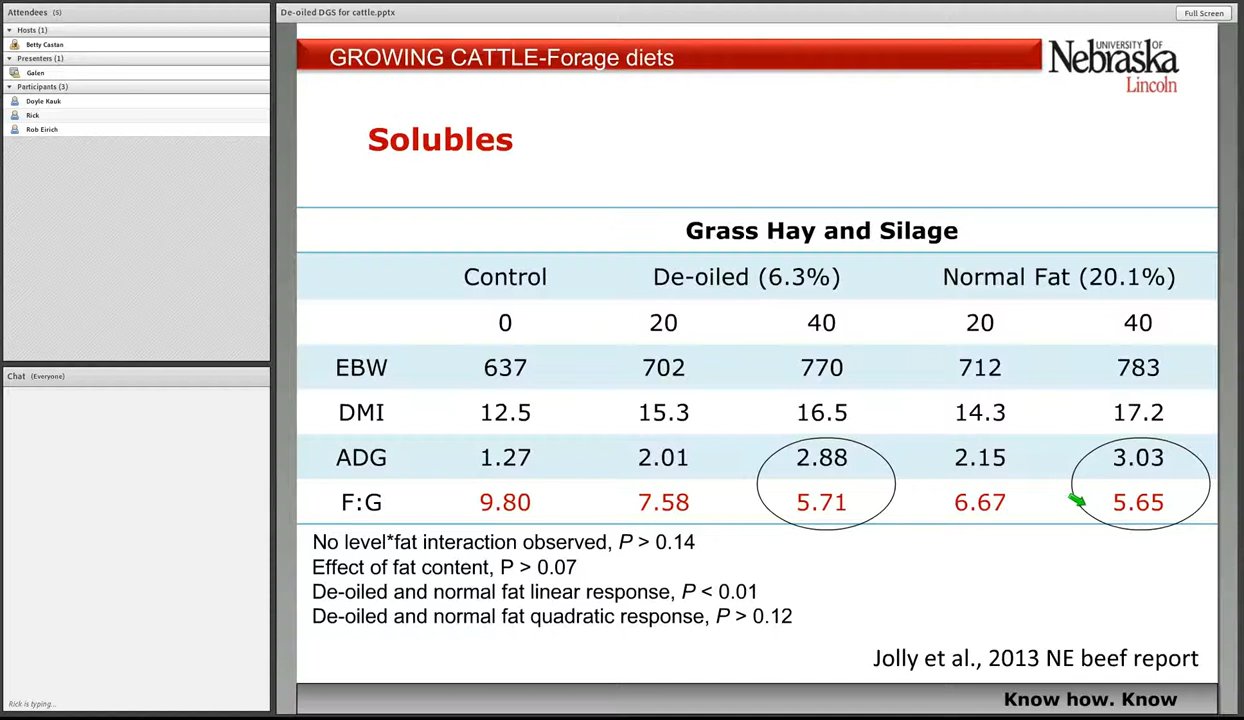 Attendees (5)
Hosts (1)
Betty Castan
Presenters (1)
Galen
Participants (3)
Doyle Kauk
Rick
Rob Eirich
Chat (Everyone)
Rick is typing...
De-oiled DGS for cattle.pptx
Full Screen
GROWING CATTLE-Forage diets
UNIVERSITY OF
Nebraska
Lincoln
Solubles
Grass Hay and Silage
Control De-oiled (6.3%) Normal Fat (20.1%)
0 20 40 20 40
EBW 637 702 770 712 783
DMI 12.5 15.3 16.5 14.3 17.2
ADG 1.27 2.01 2.88 2.15 3.03
F:G 9.80 7.58 5.71 6.67 5.65
No level*fat interaction observed, P > 0.14
Effect of fat content, P > 0.07
De-oiled and normal fat linear response, P < 0.01
De-oiled and normal fat quadratic response, P > 0.12
Jolly et al., 2013 NE beef report
Know how. Know